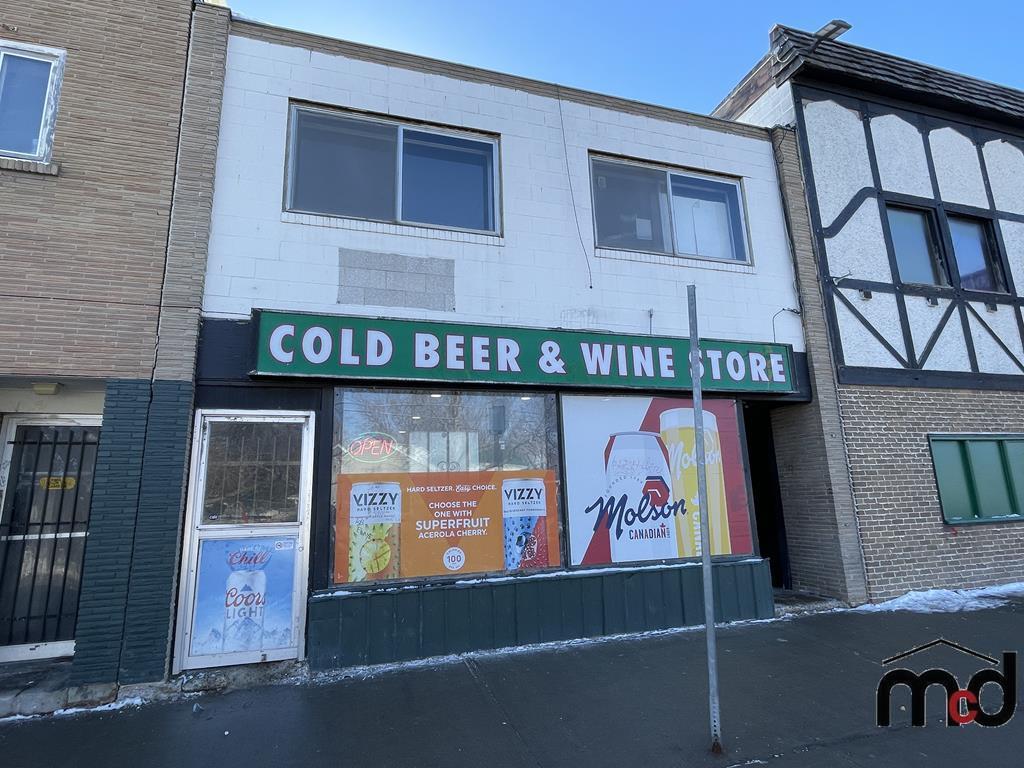 COLD BEER & WINE STORE
OPEN
HARD SELTZER. Easy CHOICE.
VIZZY
HARD SELTZER
CHOOSE THE
ONE WITH
SUPERFRUIT
ACEROLA CHERRY.
100
VIZZY
HARD SELTZER
Molson
CANADIAN
Molson
Chill
Coors
LIGHT
mcd